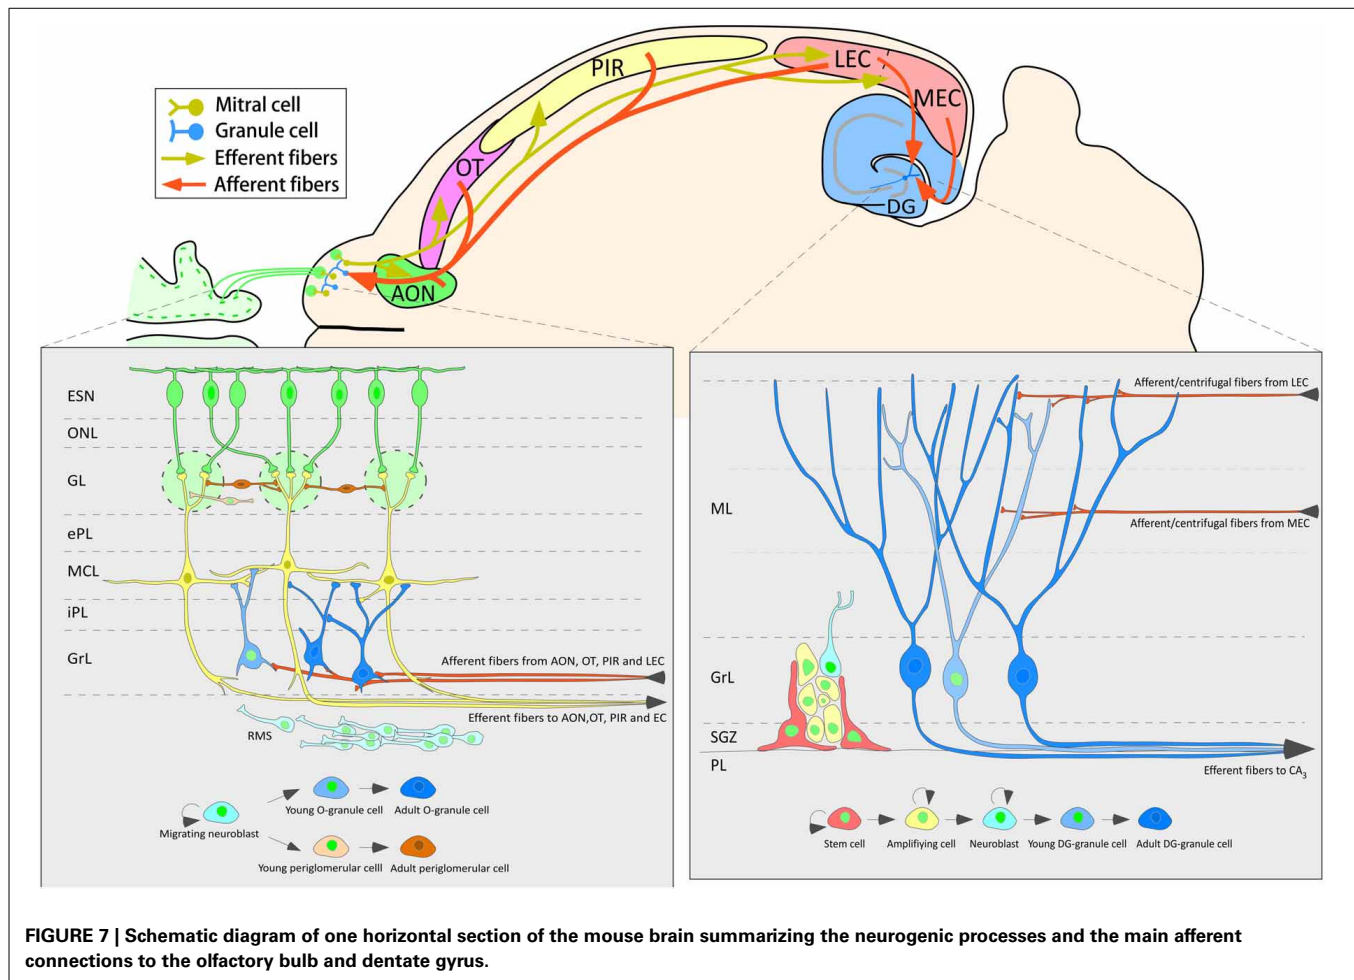 PIR
LEC
MEC
Mitral cell
Granule cell
Efferent fibers
Afferent fibers
OT
DG
AON
ESN
ONL
GL
ePL
MCL
iPL
GrL
Afferent fibers from AON, OT, PIR and LEC
Efferent fibers to AON,OT, PIR and EC
RMS
Migrating neuroblast
Young O-granule cell
Adult O-granule cell
Young periglomerular celll
Adult periglomerular cell
Afferent/centrifugal fibers from LEC
ML
Afferent/centrifugal fibers from MEC
GrL
SGZ
PL
Efferent fibers to CA3
Stem cell
Amplifiying cell
Neuroblast
Young DG-granule cell
Adult DG-granule cell
FIGURE 7 | Schematic diagram of one horizontal section of the mouse brain summarizing the neurogenic processes and the main afferent
connections to the olfactory bulb and dentate gyrus.